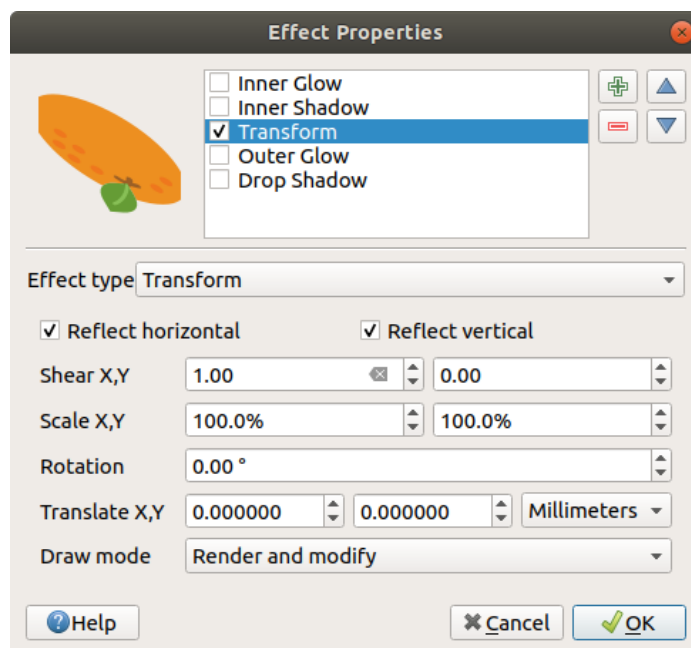 Effect Properties
Inner Glow
Inner Shadow
Transform
Outer Glow
Drop Shadow
Effect type Transform
Reflect horizontal Reflect vertical
Shear X,Y 1.00 0.00
Scale X,Y 100.0% 100.0%
Rotation 0.00 °
Translate X,Y 0.000000 0.000000 Millimeters
Draw mode Render and modify
Help Cancel OK